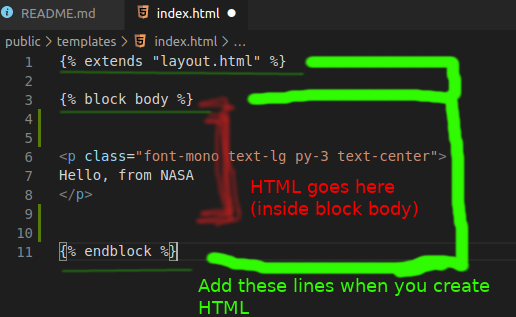 README.md index.html
public > templates > index.html > ...
1 {% extends "layout.html" %}
2
3 {% block body %}
4
5
6 <p class="font-mono text-lg py-3 text-center">
7 Hello, from NASA
8 </p>
9
10
11 {% endblock %}
HTML goes here
(inside block body)
Add these lines when you create
HTML